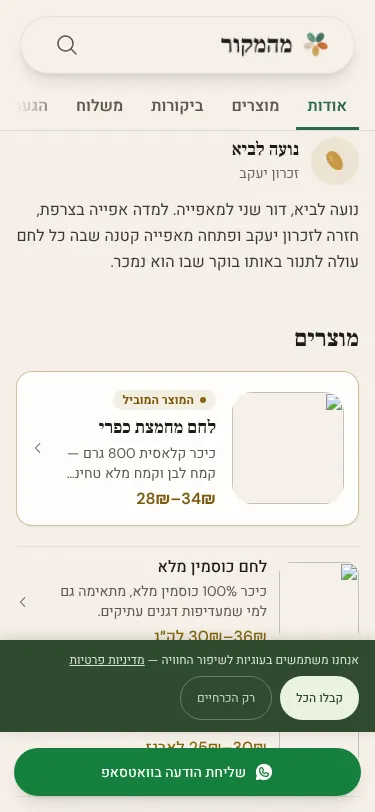 מהמקור
אודות
מוצרים
ביקורות
משלוח
נועה לביא
זכרון יעקב
נועה לביא, דור שני למאפייה. למדה אפייה בצרפת,
חזרה לזכרון יעקב ופתחה מאפייה קטנה שבה כל לחם
עולה לתנור באותו בוקר שבו הוא נמכר.
מוצרים
המוצר המוביל
לחם מחמצת כפרי
כיכר קלאסית 800 גרם —
קמח לבן וקמח מלא טחינ...
28₪–34₪
לחם כוסמין מלא
כיכר 100% כוסמין מלא, מתאימה גם
למי שמעדיפות דגנים עתיקים.
30₪–36₪ לק"ג
אנחנו משתמשים בעוגיות לשיפור החוויה — מדיניות פרטיות
קבלו הכל
רק הכרחיים
שליחת הודעה בוואטסאפ